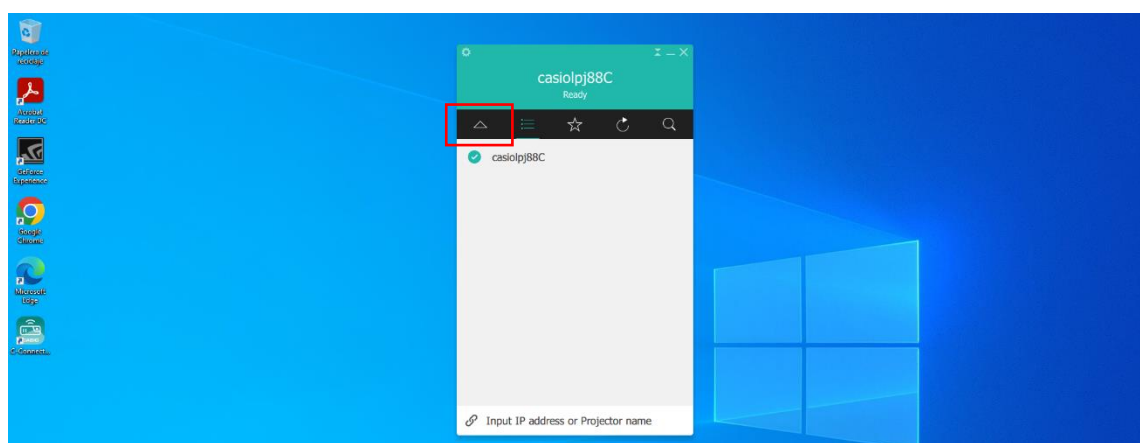 Papelera de
reciclaje
Acrobat
Reader DC
GeForce
Experience
Google
Chrome
Microsoft
Edge
C-Connect...
casiolpj88C
Ready
casiolpj88C
Input IP address or Projector name